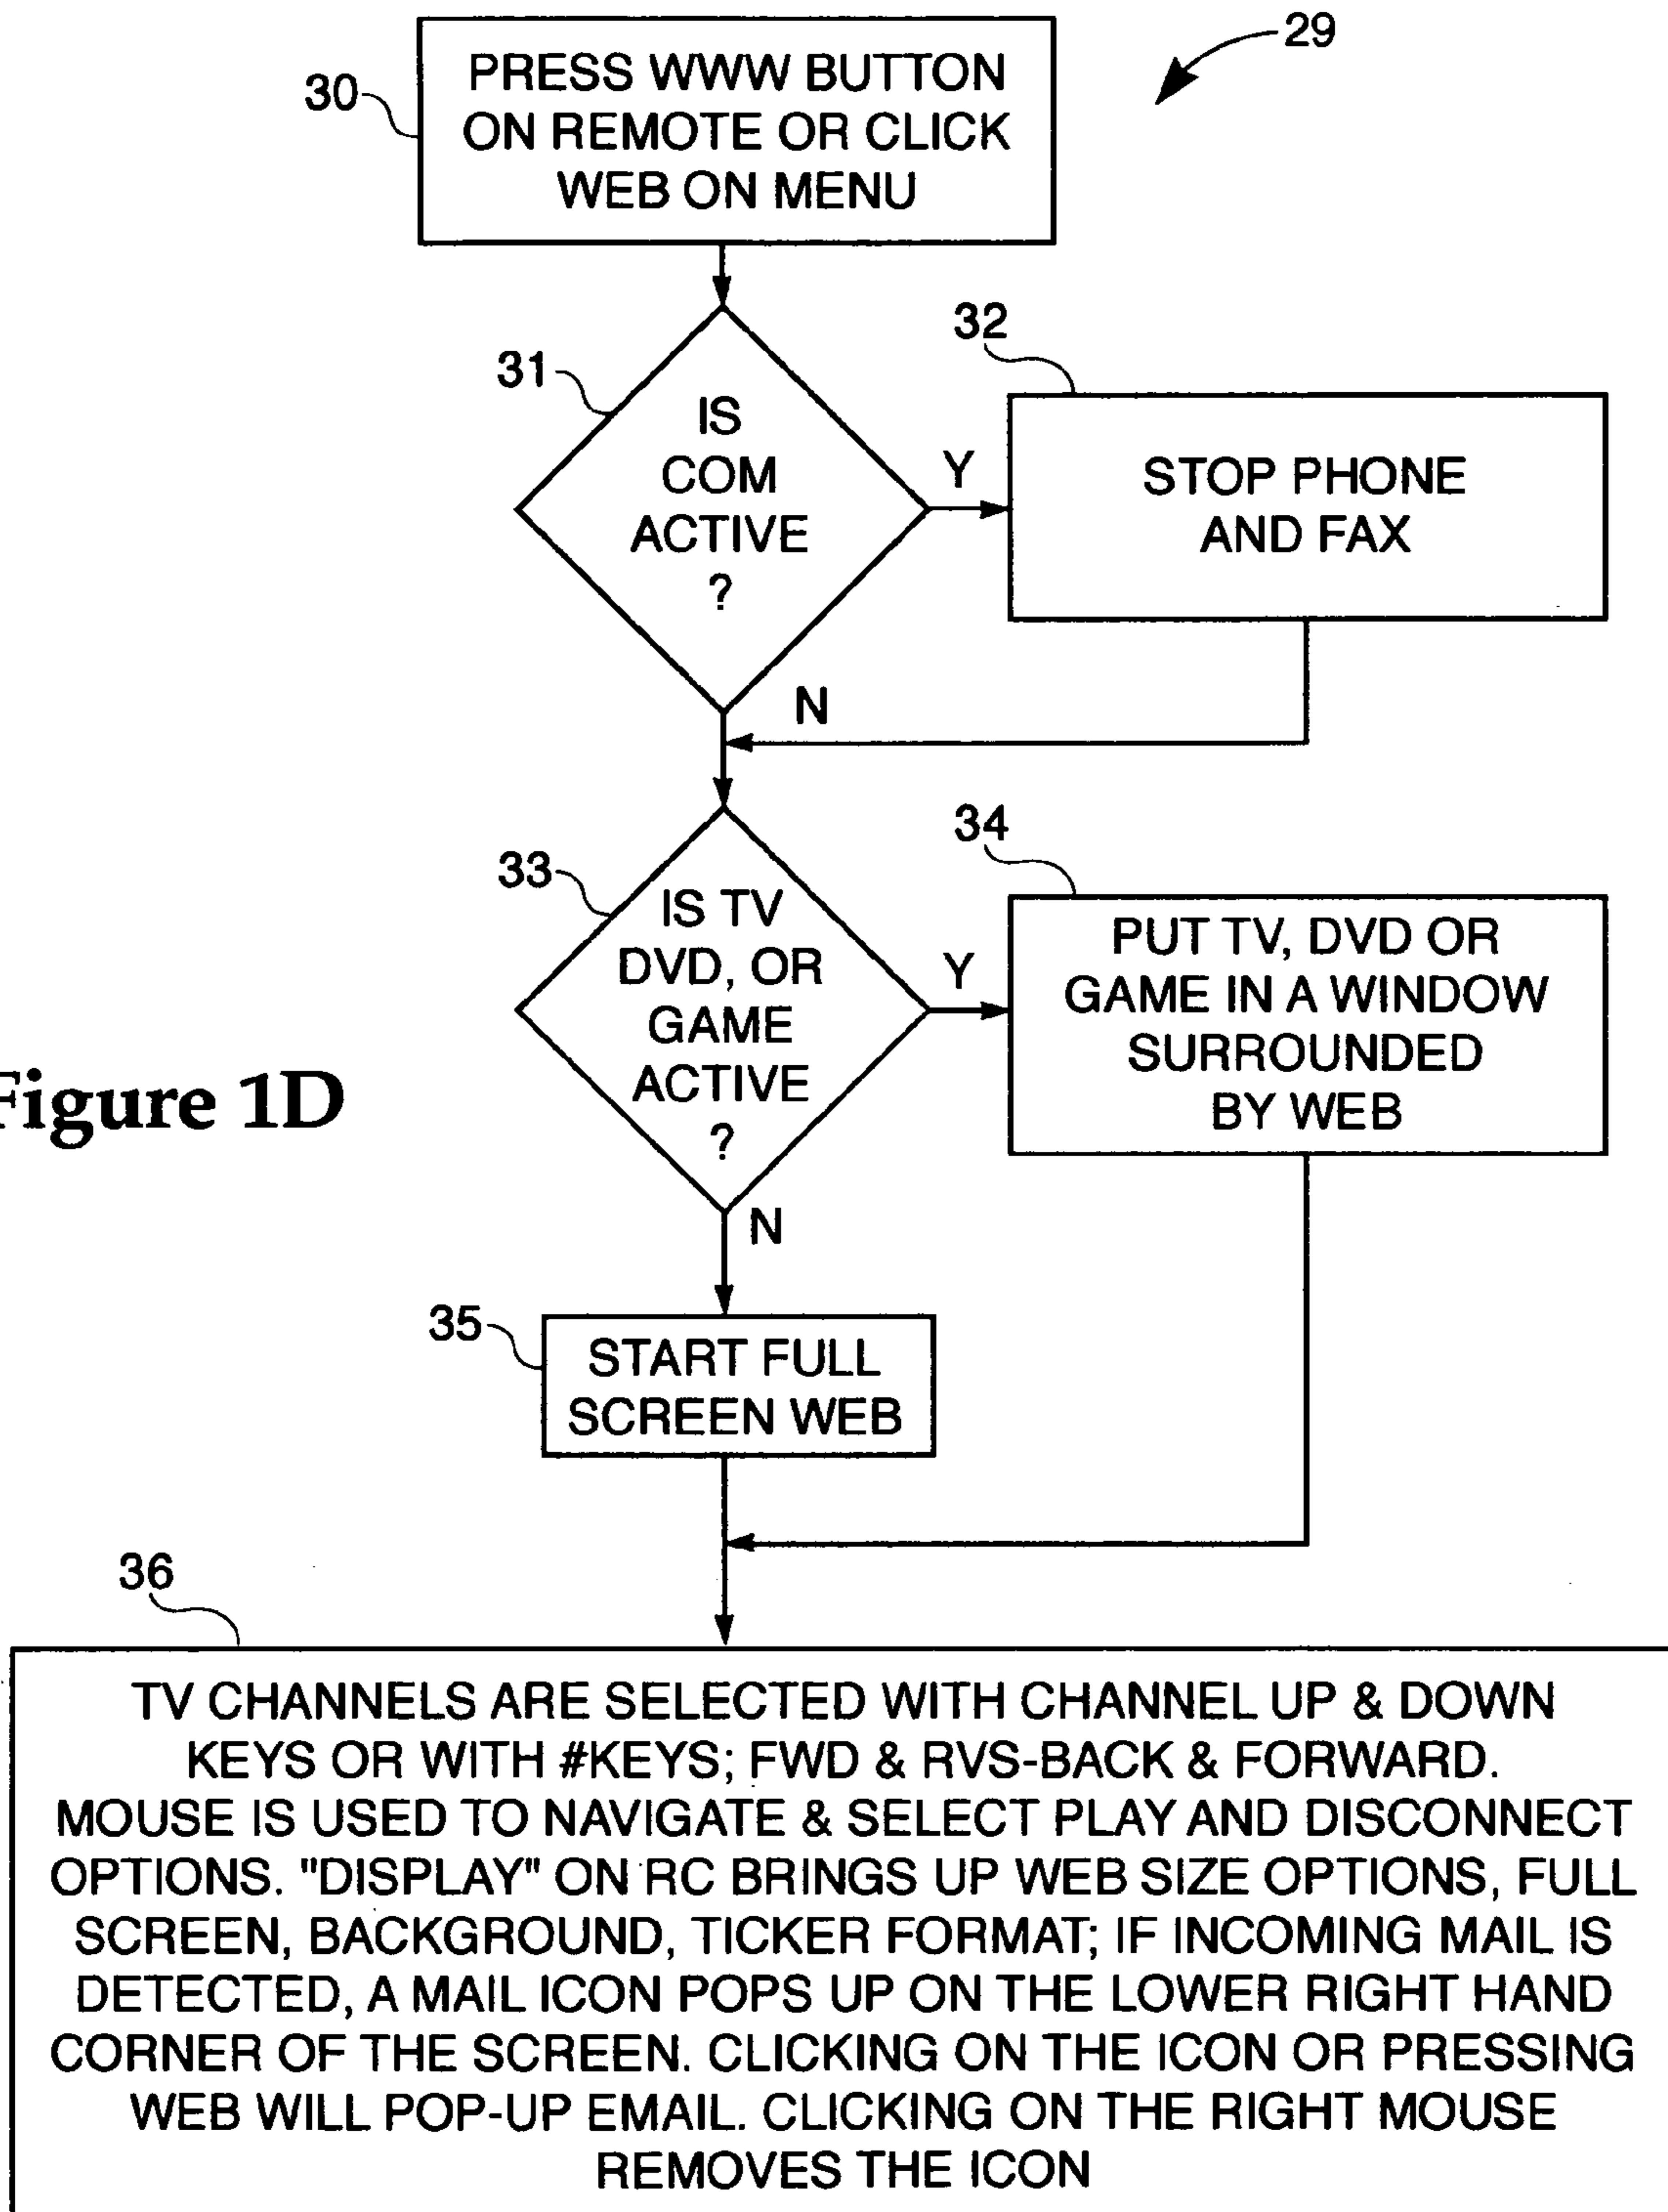 29
30
PRESS WWW BUTTON
ON REMOTE OR CLICK
WEB ON MENU
31
IS
COM
ACTIVE
?
Y
32
STOP PHONE
AND FAX
N
33
IS TV
DVD, OR
GAME
ACTIVE
?
Y
34
PUT TV, DVD OR
GAME IN A WINDOW
SURROUNDED
BY WEB
Figure 1D
N
35
START FULL
SCREEN WEB
36
TV CHANNELS ARE SELECTED WITH CHANNEL UP & DOWN
KEYS OR WITH #KEYS; FWD & RVS-BACK & FORWARD.
MOUSE IS USED TO NAVIGATE & SELECT PLAY AND DISCONNECT
OPTIONS. "DISPLAY" ON RC BRINGS UP WEB SIZE OPTIONS, FULL
SCREEN, BACKGROUND, TICKER FORMAT; IF INCOMING MAIL IS
DETECTED, A MAIL ICON POPS UP ON THE LOWER RIGHT HAND
CORNER OF THE SCREEN. CLICKING ON THE ICON OR PRESSING
WEB WILL POP-UP EMAIL. CLICKING ON THE RIGHT MOUSE
REMOVES THE ICON